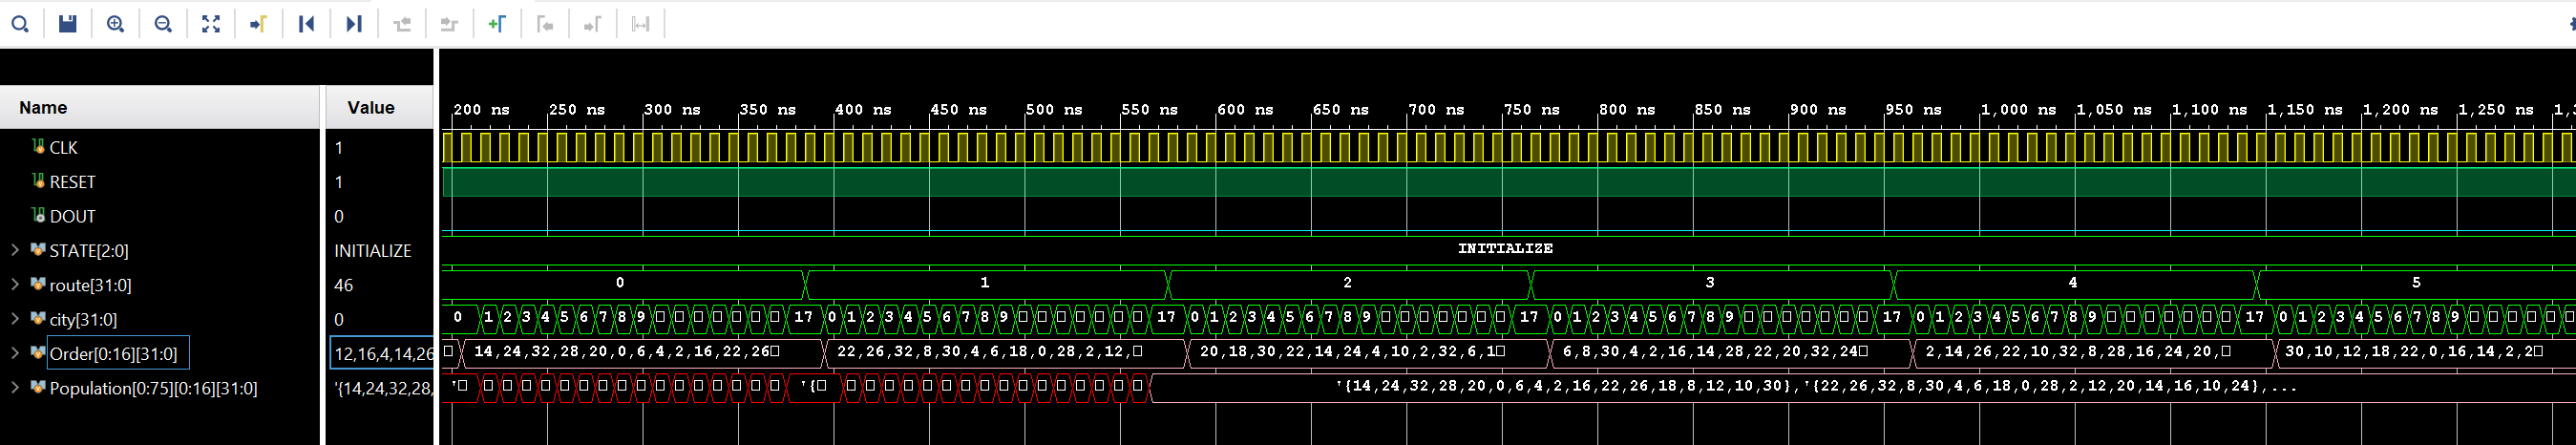 Name Value 200 ns 250 ns 300 ns 350 ns 400 ns 450 ns 500 ns 550 ns 600 ns 650 ns 700 ns 750 ns 800 ns 850 ns 900 ns 950 ns 1,000 ns 1,050 ns 1,100 ns 1,150 ns 1,200 ns 1,250 ns
CLK 1
RESET 1
DOUT 0
STATE[2:0] INITIALIZE INITIALIZE
route[31:0] 46 0 1 2 3 4 5
city[31:0] 0 0 1 2 3 4 5 6 7 8 9 17 0 1 2 3 4 5 6 7 8 9 17 0 1 2 3 4 5 6 7 8 9 17 0 1 2 3 4 5 6 7 8 9 17 0 1 2 3 4 5 6 7 8 9 17 0 1 2 3 4 5 6 7 8 9
Order[0:16][31:0] 12,16,4,14,26 14,24,32,28,20,0,6,4,2,16,22,26 22,26,32,8,30,4,6,18,0,28,2,12, 20,18,30,22,14,24,4,10,2,32,6,1 6,8,30,4,2,16,14,28,22,20,32,24 2,14,26,22,10,32,8,28,16,24,20, 30,10,12,18,22,0,16,14,2,2
Population[0:75][0:16][31:0] '{14,24,32,28, '{ '{14,24,32,28,20,0,6,4,2,16,22,26,18,8,12,10,30},'{22,26,32,8,30,4,6,18,0,28,2,12,20,14,16,10,24},...